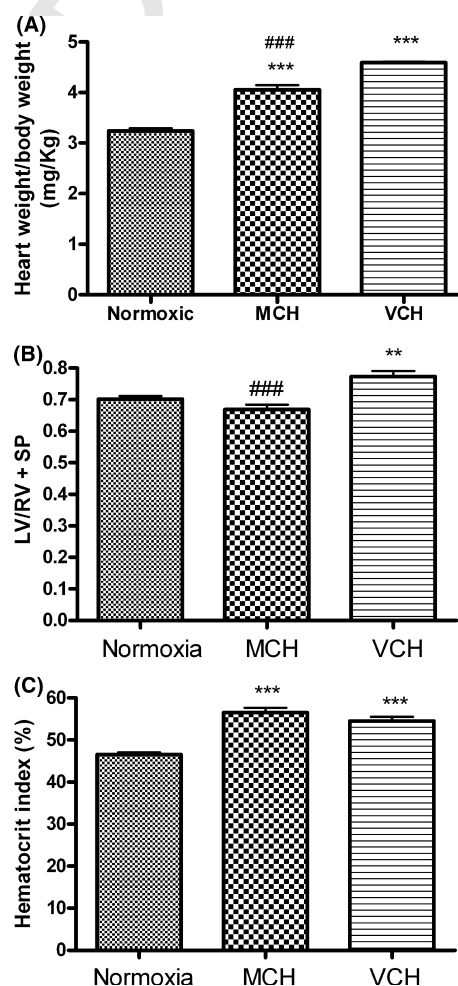 (A)
Heart weight/body weight
(mg/Kg)
5
4
3
2
1
0
###
***
***
Normoxic MCH VCH
(B)
LV/RV + SP
0.8
0.7
0.6
0.5
0.4
0.3
0.2
0.1
0.0
###
**
Normoxia MCH VCH
(C)
Hematocrit index (%)
60
50
40
30
20
10
0
***
***
Normoxia MCH VCH